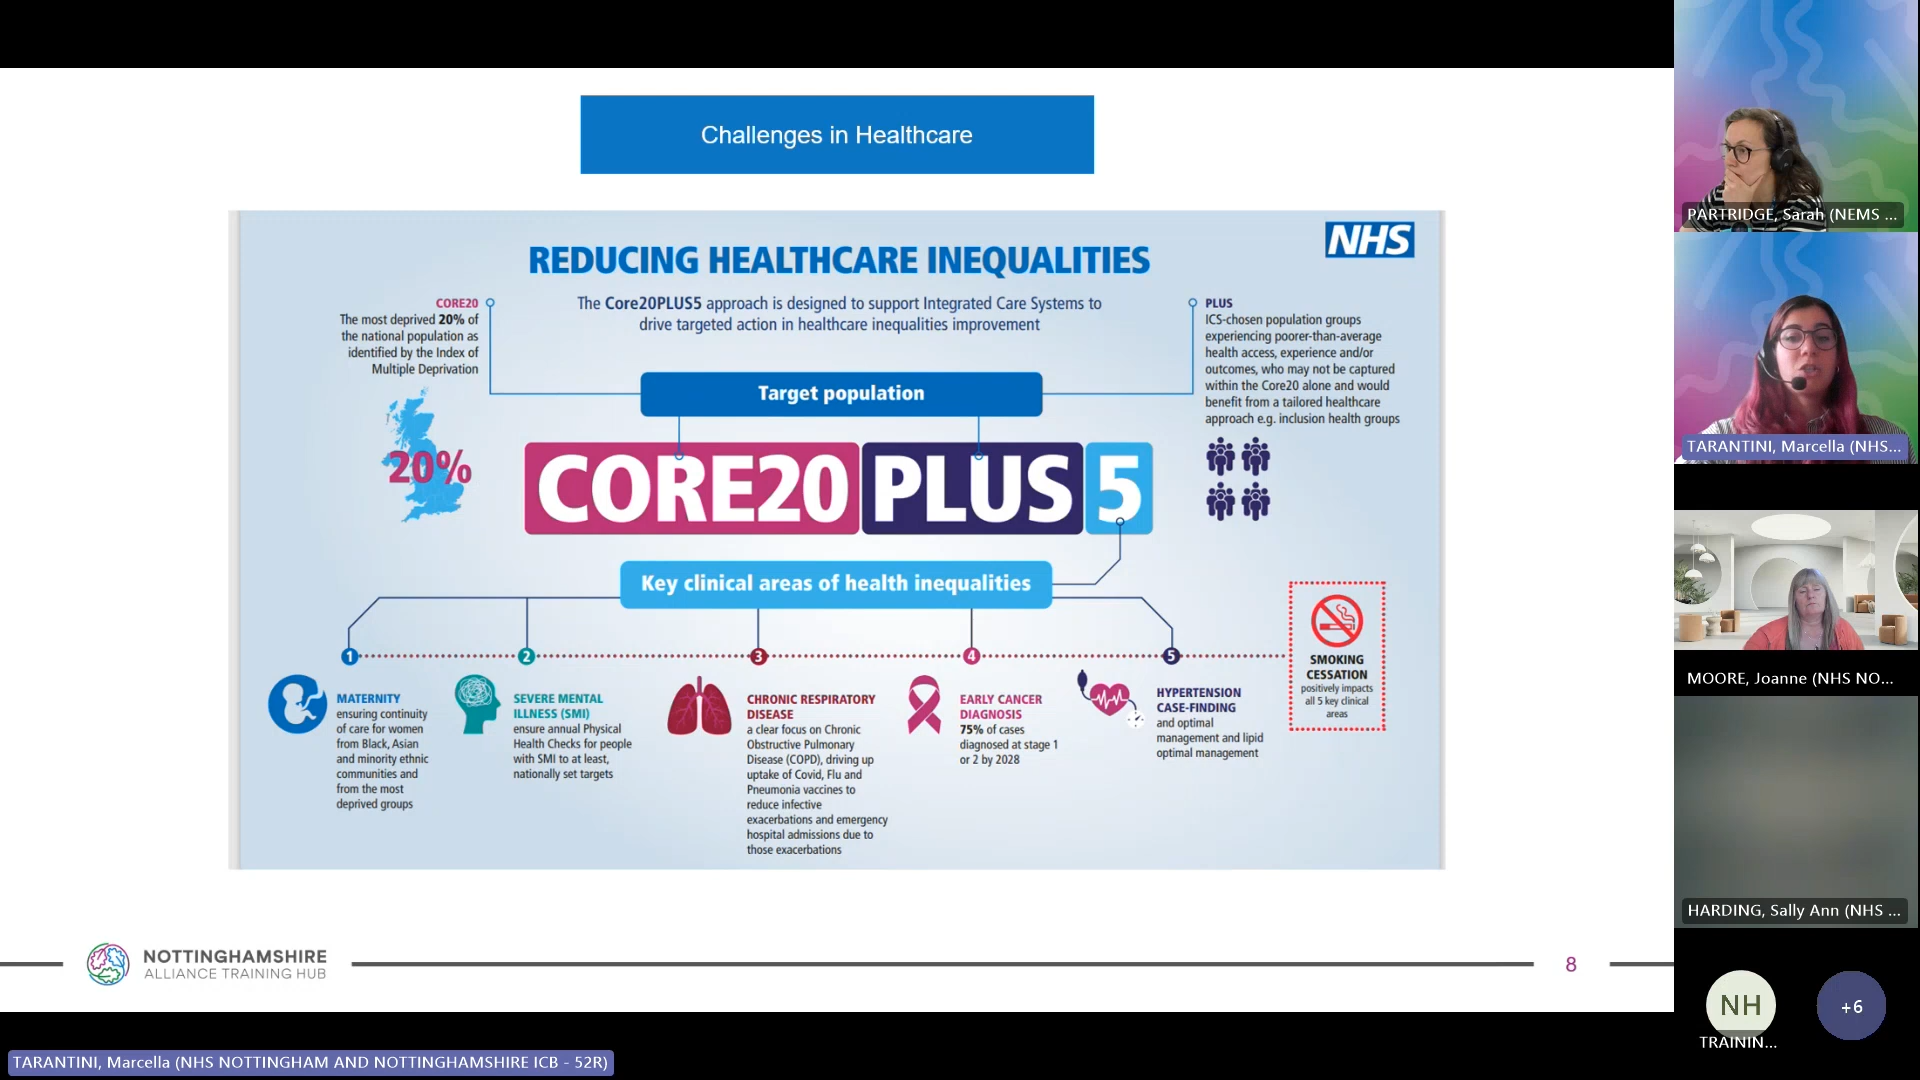 Challenges in Healthcare
NHS
REDUCING HEALTHCARE INEQUALITIES
The Core20PLUS5 approach is designed to support Integrated Care Systems to
drive targeted action in healthcare inequalities improvement
CORE20
The most deprived 20% of
the national population as
identified by the Index of
Multiple Deprivation
20%
PLUS
ICS-chosen population groups
experiencing poorer-than-average
health access, experience and/or
outcomes, who may not be captured
within the Core20 alone and would
benefit from a tailored healthcare
approach e.g. inclusion health groups
Target population
CORE20 PLUS 5
Key clinical areas of health inequalities
1
MATERNITY
ensuring continuity
of care for women
from Black, Asian
and minority ethnic
communities and
from the most
deprived groups
2
SEVERE MENTAL
ILLNESS (SMI)
ensure annual Physical
Health Checks for people
with SMI to at least,
nationally set targets
3
CHRONIC RESPIRATORY
DISEASE
a clear focus on Chronic
Obstructive Pulmonary
Disease (COPD), driving up
uptake of Covid, Flu and
Pneumonia vaccines to
reduce infective
exacerbations and emergency
hospital admissions due to
those exacerbations
4
EARLY CANCER
DIAGNOSIS
75% of cases
diagnosed at stage 1
or 2 by 2028
5
HYPERTENSION
CASE-FINDING
and optimal
management and lipid
optimal management
SMOKING
CESSATION
positively impacts
all 5 key clinical
areas
NOTTINGHAMSHIRE
ALLIANCE TRAINING HUB
8
PARTRIDGE, Sarah (NEMS ...
TARANTINI, Marcella (NHS...
MOORE, Joanne (NHS NO...
HARDING, Sally Ann (NHS ...
NH
TRAININ...
+6
TARANTINI, Marcella (NHS NOTTINGHAM AND NOTTINGHAMSHIRE ICB - 52R)